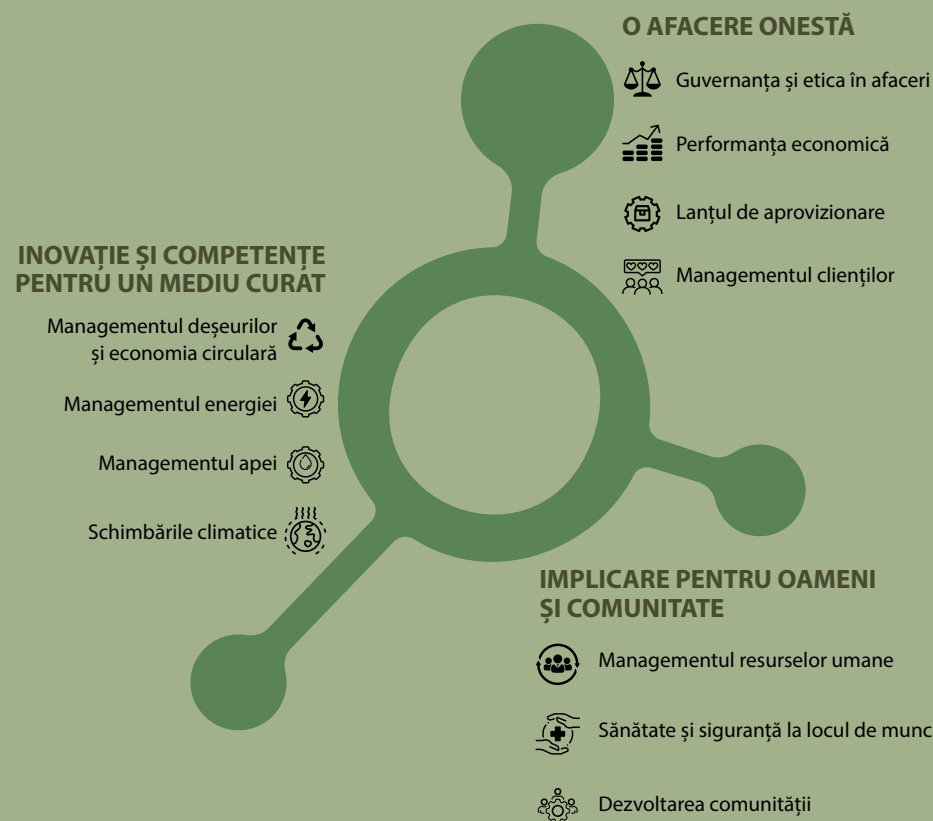 O AFACERE ONESTĂ
Guvernanța și etica în afaceri
Performanța economică
Lanțul de aprovizionare
Managementul clienților
INOVAȚIE ȘI COMPETENȚE
PENTRU UN MEDIU CURAT
Managementul deșeurilor
și economia circulară
Managementul energiei
Managementul apei
Schimbările climatice
IMPLICARE PENTRU OAMENI
ȘI COMUNITATE
Managementul resurselor umane
Sănătate și siguranță la locul de munc
Dezvoltarea comunității